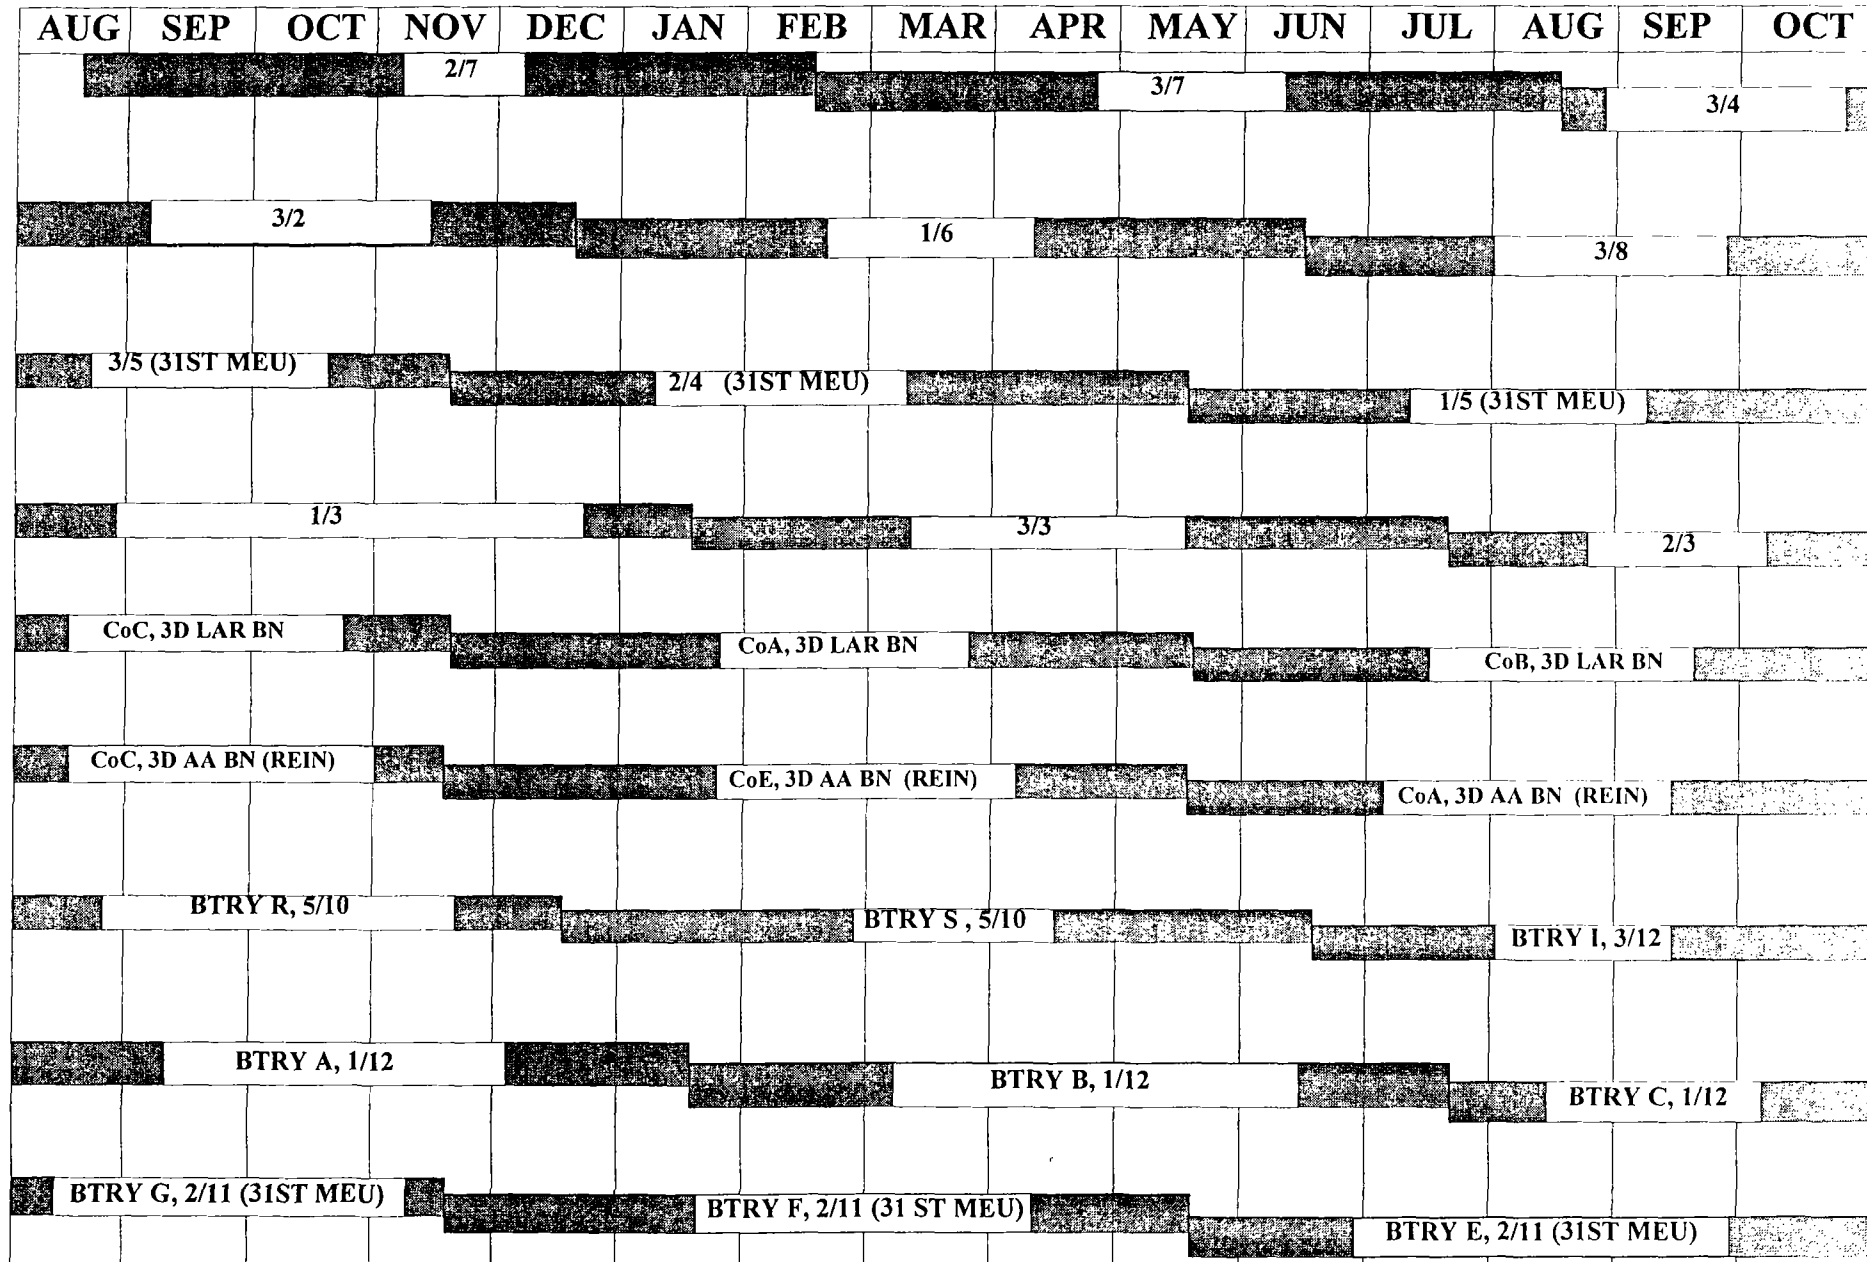 AUG SEP OCT NOV DEC JAN FEB MAR APR MAY JUN JUL AUG SEP OCT
2/7 3/7 3/4
3/2 1/6 3/8
3/5 (31ST MEU) 2/4 (31ST MEU) 1/5 (31ST MEU)
1/3 3/3 2/3
CoC, 3D LAR BN CoA, 3D LAR BN CoB, 3D LAR BN
CoC, 3D AA BN (REIN) CoE, 3D AA BN (REIN) CoA, 3D AA BN (REIN)
BTRY R, 5/10 BTRY S , 5/10 BTRY I, 3/12
BTRY A, 1/12 BTRY B, 1/12 BTRY C, 1/12
BTRY G, 2/11 (31ST MEU) BTRY F, 2/11 (31 ST MEU) BTRY E, 2/11 (31ST MEU)